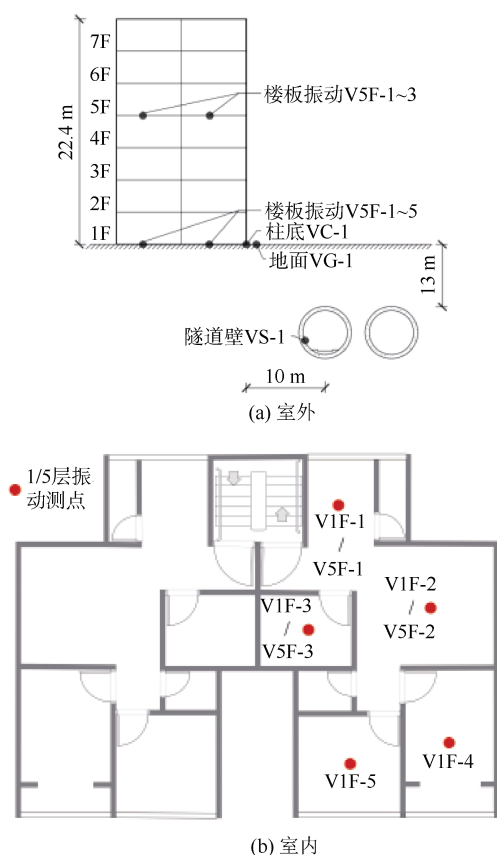 7F
6F
5F
4F
3F
2F
1F
22.4 m
楼板振动V5F-1~3
楼板振动V5F-1~5
柱底VC-1
地面VG-1
13 m
隧道壁VS-1
10 m
(a) 室外
1/5层振
动测点
V1F-1
/
V5F-1
V1F-2
/
V5F-2
V1F-3
/
V5F-3
V1F-4
V1F-5
(b) 室内